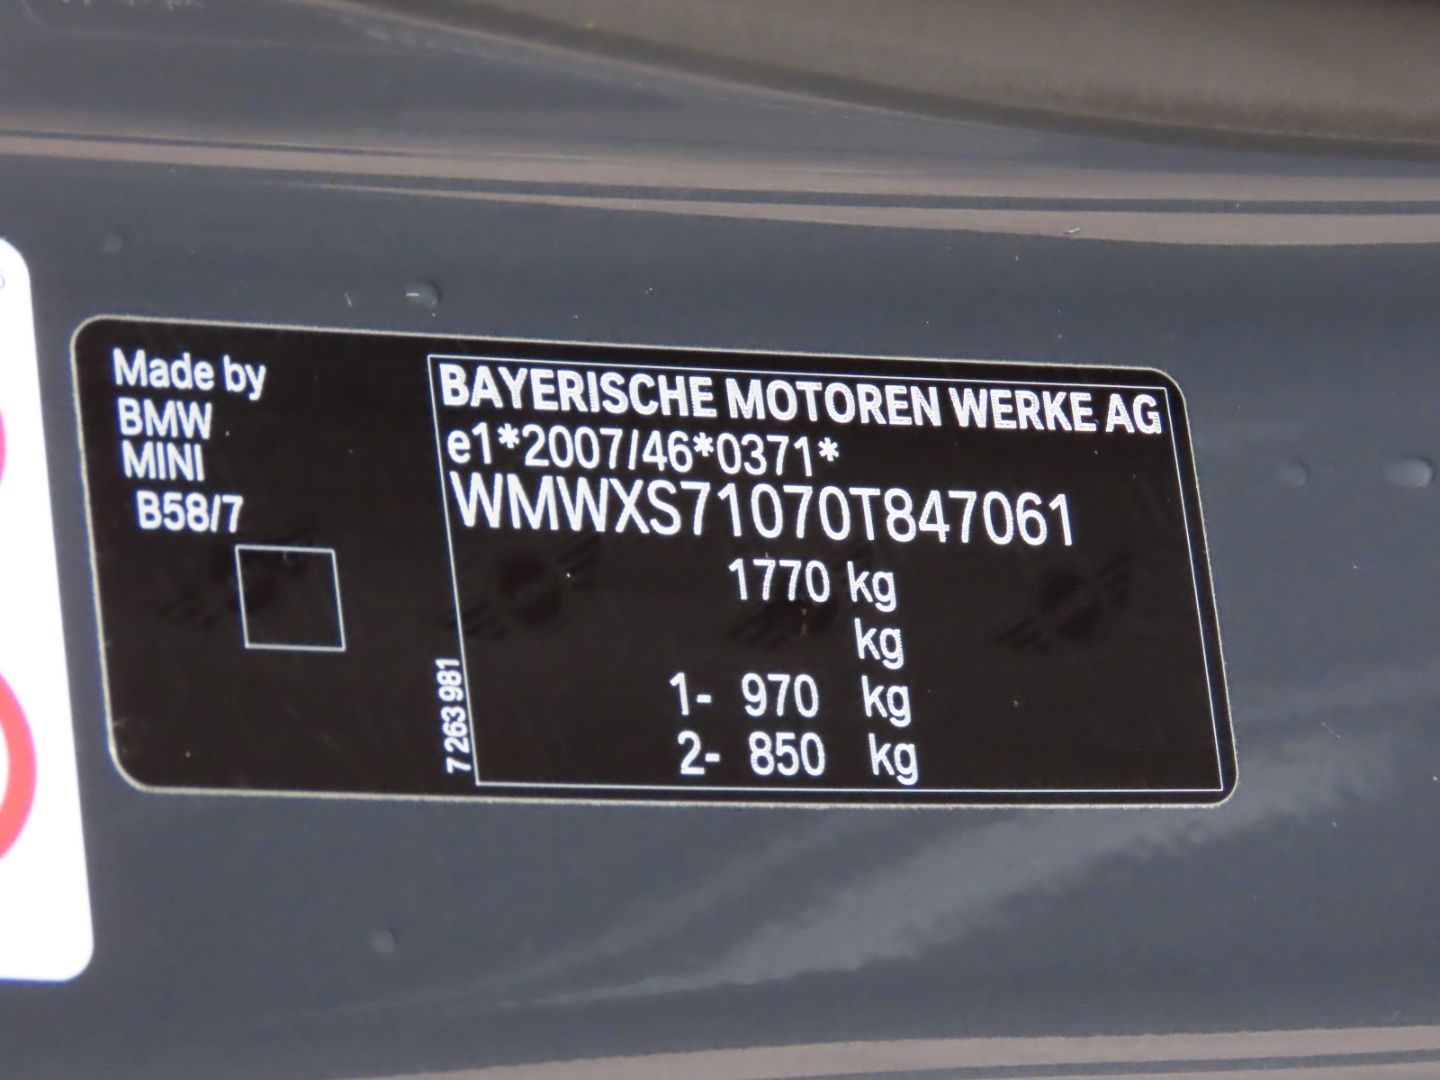 Made by
BMW
MINI
B58/7
BAYERISCHE MOTOREN WERKE AG
e1*2007/46*0371*
WMWXS71070T847061
1770 kg
kg
1- 970 kg
2- 850 kg
7 263 981